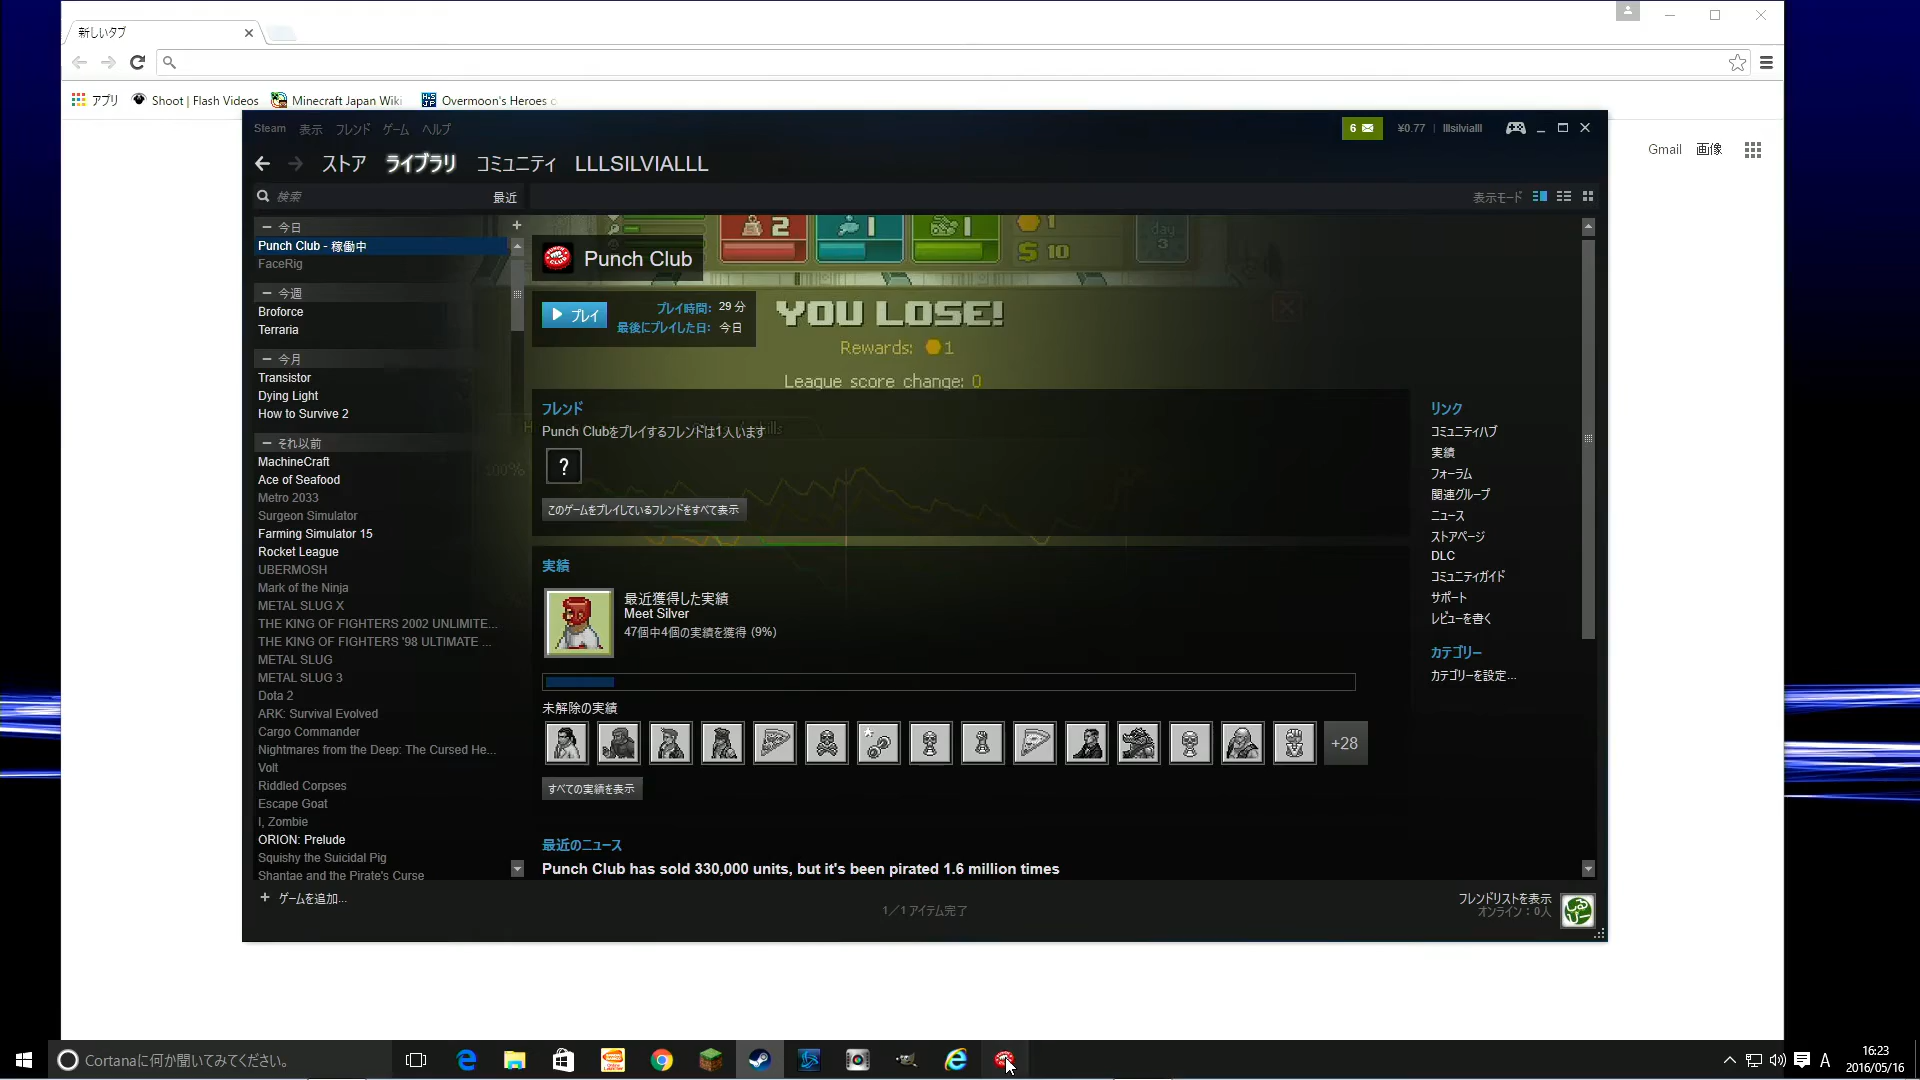 新しいタブ
アプリ
Shoot | Flash Videos
Minecraft Japan Wiki
Overmoon's Heroes
Gmail 画像
Steam 表示 フレンド ゲーム ヘルプ
6 ¥0.77 | lllsilvialll
ストア ライブラリ コミュニティ LLLSILVIALLL
検索 最近
表示モード
今日
Punch Club - 稼働中
FaceRig
今週
Broforce
Terraria
今月
Transistor
Dying Light
How to Survive 2
それ以前
MachineCraft
Ace of Seafood
Metro 2033
Surgeon Simulator
Farming Simulator 15
Rocket League
UBERMOSH
Mark of the Ninja
METAL SLUG X
THE KING OF FIGHTERS 2002 UNLIMITE...
THE KING OF FIGHTERS '98 ULTIMATE ...
METAL SLUG
METAL SLUG 3
Dota 2
ARK: Survival Evolved
Cargo Commander
Nightmares from the Deep: The Cursed He...
Volt
Riddled Corpses
Escape Goat
I, Zombie
ORION: Prelude
Squishy the Suicidal Pig
Shantae and the Pirate's Curse
+ ゲームを追加...
2 1 1 1
$ 10
day
3
Punch Club
プレイ
プレイ時間: 29 分
最後にプレイした日: 今日
YOU LOSE!
Rewards: 1
League score change: 0
フレンド
Punch Clubをプレイするフレンドは1人います
?
このゲームをプレイしているフレンドをすべて表示
100%
実績
最近獲得した実績
Meet Silver
47個中4個の実績を獲得 (9%)
未解除の実績
+28
すべての実績を表示
最近のニュース
Punch Club has sold 330,000 units, but it's been pirated 1.6 million times
リンク
コミュニティハブ
実績
フォーラム
関連グループ
ニュース
ストアページ
DLC
コミュニティガイド
サポート
レビューを書く
カテゴリー
カテゴリーを設定...
1／1 アイテム完了
フレンドリストを表示
オンライン：0人
Cortanaに何か聞いてみてください。
A
16:23
2016/05/16